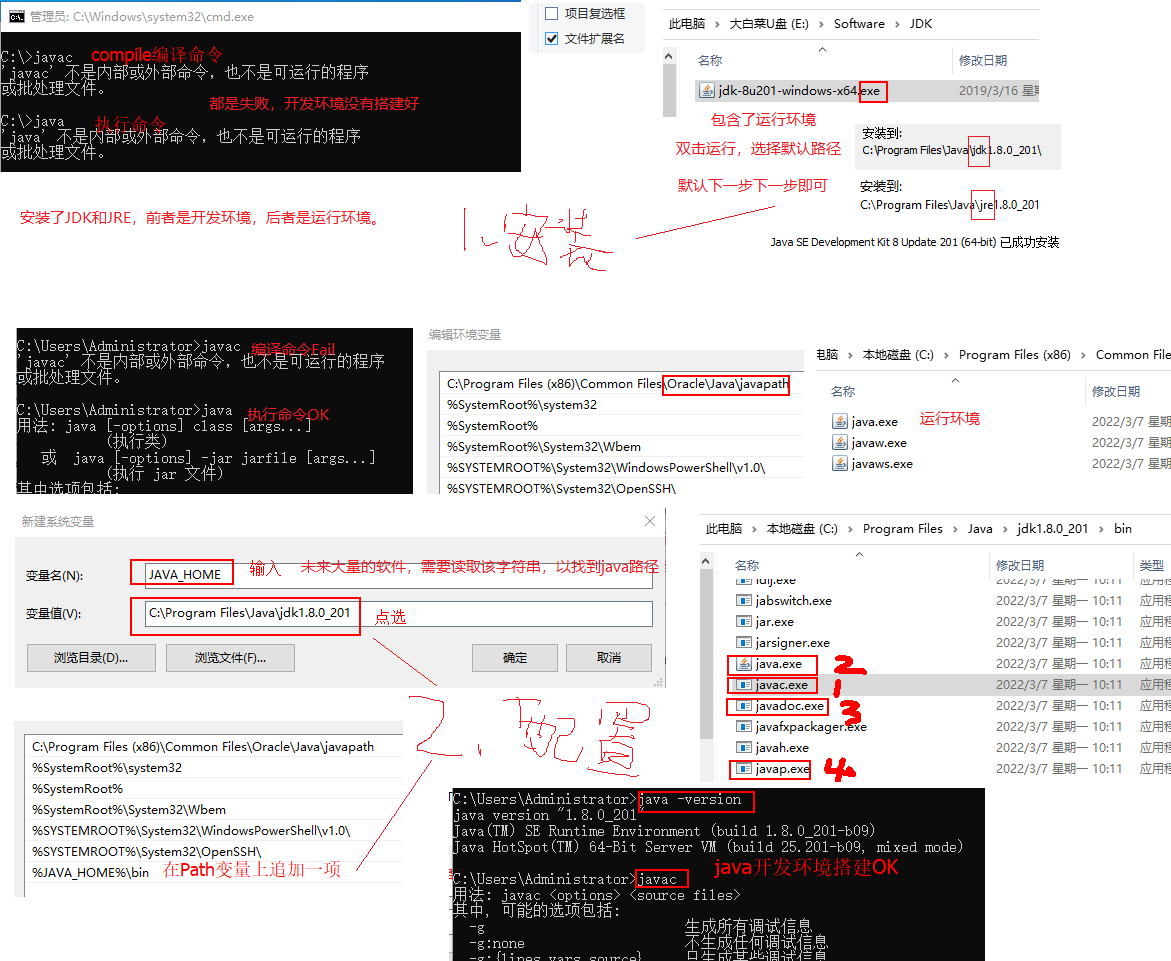 管理员: C:\Windows\system32\cmd.exe
C:\>javac compile编译命令
'javac' 不是内部或外部命令，也不是可运行的程序
或批处理文件。
都是失败，开发环境没有搭建好
C:\>java 执行命令
'java' 不是内部或外部命令，也不是可运行的程序
或批处理文件。
项目复选框
文件扩展名
此电脑 > 大白菜U盘 (E:) > Software > JDK
名称 修改日期
jdk-8u201-windows-x64.exe 2019/3/16 星期
包含了运行环境
双击运行，选择默认路径
默认下一步下一步即可
安装到:
C:\Program Files\Java\jdk1.8.0_201\
安装到:
C:\Program Files\Java\jre1.8.0_201
Java SE Development Kit 8 Update 201 (64-bit) 已成功安装
安装了JDK和JRE，前者是开发环境，后者是运行环境。
1、安装
C:\Users\Administrator>javac 编译命令Fail
'javac' 不是内部或外部命令，也不是可运行的程序
或批处理文件。
C:\Users\Administrator>java 执行命令OK
用法: java [-options] class [args...]
(执行类)
或 java [-options] -jar jarfile [args...]
(执行 jar 文件)
其中选项包括:
编辑环境变量
C:\Program Files (x86)\Common Files\Oracle\Java\javapath
%SystemRoot%\system32
%SystemRoot%
%SystemRoot%\System32\Wbem
%SYSTEMROOT%\System32\WindowsPowerShell\v1.0\
%SYSTEMROOT%\System32\OpenSSH\
电脑 > 本地磁盘 (C:) > Program Files (x86) > Common File
名称 修改日期
java.exe 2022/3/7 星期
javaw.exe 2022/3/7 星期
javaws.exe 2022/3/7 星期
运行环境
新建系统变量
变量名(N): JAVA_HOME 输入 未来大量的软件，需要读取该字符串，以找到java路径
变量值(V): C:\Program Files\Java\jdk1.8.0_201 点选
浏览目录(D)... 浏览文件(F)... 确定 取消
此电脑 > 本地磁盘 (C:) > Program Files > Java > jdk1.8.0_201 > bin
名称 修改日期 类型
idlj.exe 2022/3/7 星期一 10:11 应用程
jabswitch.exe 2022/3/7 星期一 10:11 应用程
jar.exe 2022/3/7 星期一 10:11 应用程
jarsigner.exe 2022/3/7 星期一 10:11 应用程
java.exe 2 2022/3/7 星期一 10:11 应用程
javac.exe 1 2022/3/7 星期一 10:11 应用程
javadoc.exe 3 2022/3/7 星期一 10:11 应用程
javafxpackager.exe 2022/3/7 星期一 10:11 应用程
javah.exe 2022/3/7 星期一 10:11 应用程
javap.exe 4 2022/3/7 星期一 10:11 应用程
2、配置
C:\Program Files (x86)\Common Files\Oracle\Java\javapath
%SystemRoot%\system32
%SystemRoot%
%SystemRoot%\System32\Wbem
%SYSTEMROOT%\System32\WindowsPowerShell\v1.0\
%SYSTEMROOT%\System32\OpenSSH\
%JAVA_HOME%\bin 在Path变量上追加一项
C:\Users\Administrator>java -version
java version "1.8.0_201
Java(TM) SE Runtime Environment (build 1.8.0_201-b09)
Java HotSpot(TM) 64-Bit Server VM (build 25.201-b09, mixed mode)
java开发环境搭建OK
C:\Users\Administrator>javac
用法: javac <options> <source files>
其中, 可能的选项包括:
-g 生成所有调试信息
-g:none 不生成任何调试信息
-g:{lines,vars,source} 只生成某些调试信息